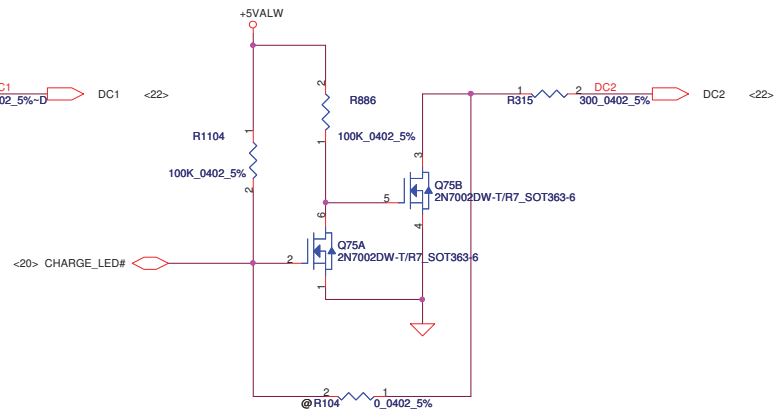 +5VALW
C1
02_5%~D
DC1 <22>
2
R886
1
100K_0402_5%
1
R1104
100K_0402_5%
2
1
R315
2
DC2
300_0402_5%
DC2 <22>
3
5
Q75B
2N7002DW-T/R7_SOT363-6
4
6
Q75A
2N7002DW-T/R7_SOT363-6
2
1
<20> CHARGE_LED#
2
1
@R104
0_0402_5%